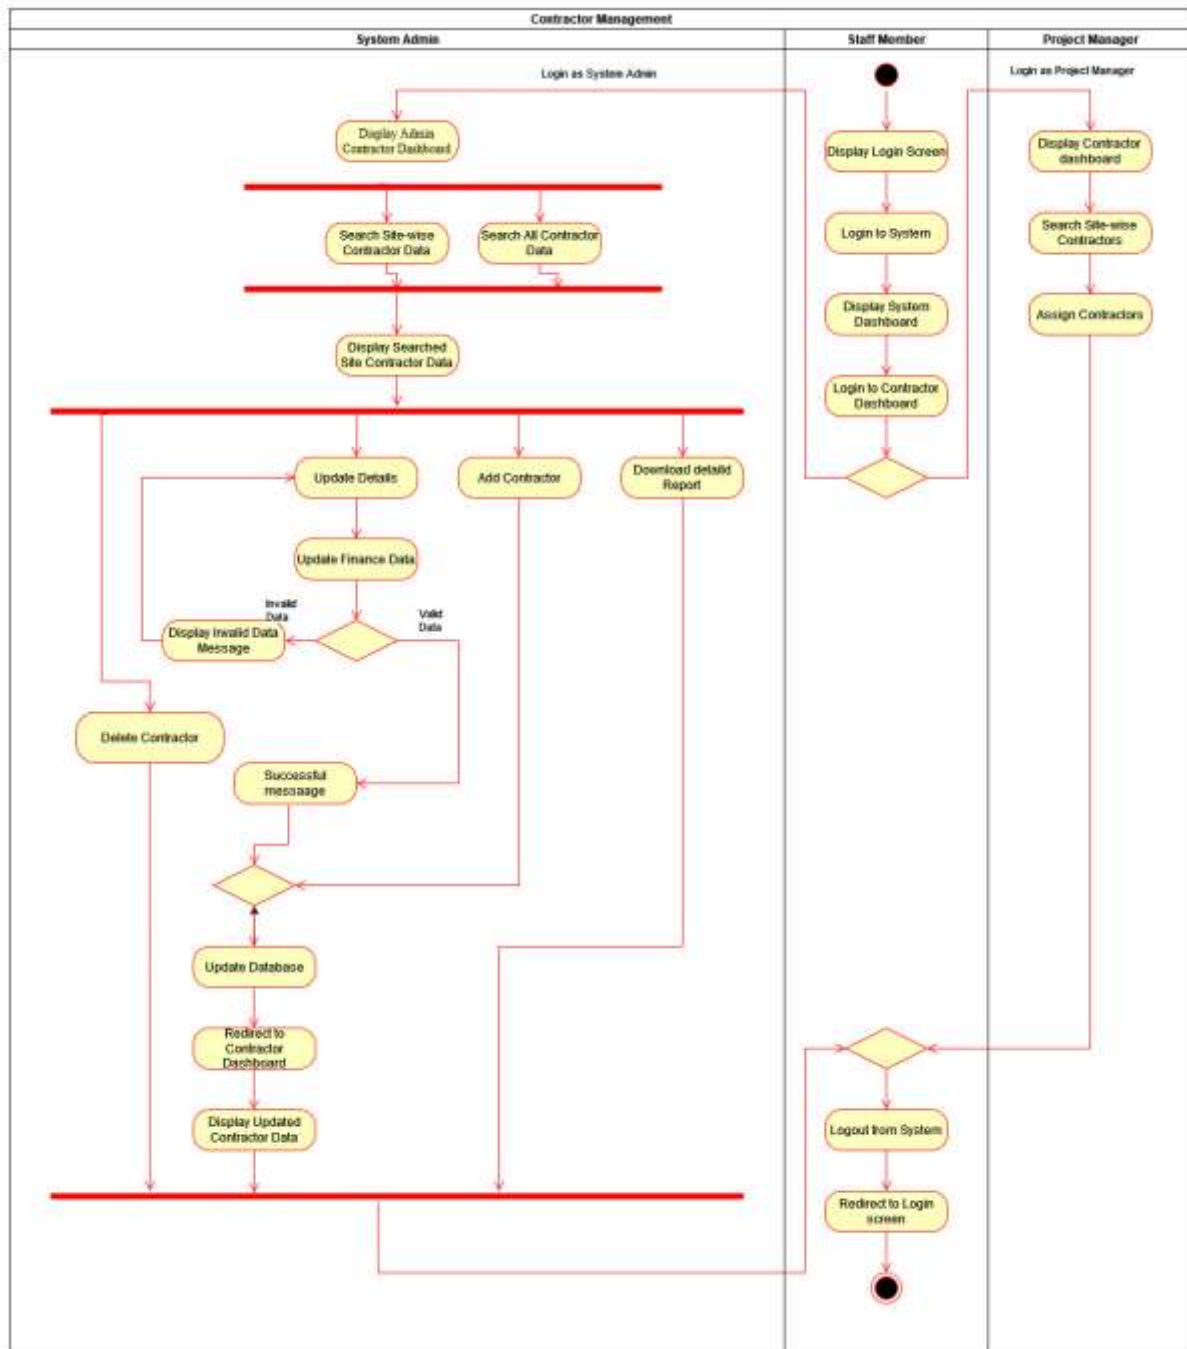 Contractor Management
System Admin
Staff Member
Project Manager
Login as System Admin
Login as Project Manager
Display Admin
Contractor Dashboard
Display Login Screen
Display Contractor
dashboard
Search Site-wise
Contractor Data
Search All Contractor
Data
Login to System
Search Site-wise
Contractors
Display System
Dashboard
Assign Contractors
Display Searched
Site Contractor Data
Login to Contractor
Dashboard
Update Details
Add Contractor
Download detaild
Report
Update Finance Data
Invalid
Data
Valid
Data
Display Invalid Data
Message
Delete Contractor
Successful
messaage
Update Database
Redirect to
Contractor
Dashboard
Display Updated
Contractor Data
Logout from System
Redirect to Login
screen